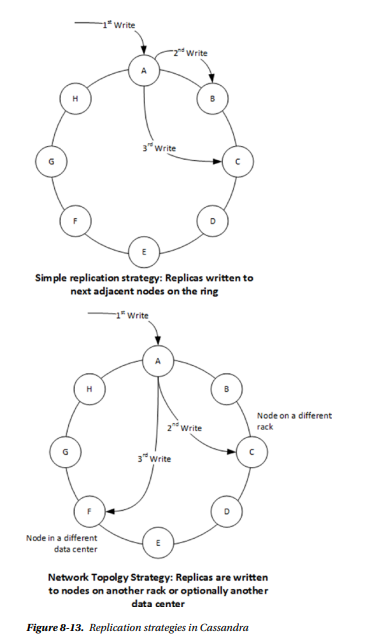 1st Write
2nd Write
A
H
B
3rd Write
G
C
F
D
E
Simple replication strategy: Replicas written to
next adjacent nodes on the ring
1st Write
A
H
B
Node on a different
rack
2nd Write
G
C
3rd Write
F
D
Node in a different
data center
E
Network Topolgy Strategy: Replicas are written
to nodes on another rack or optionally another
data center
Figure 8-13. Replication strategies in Cassandra